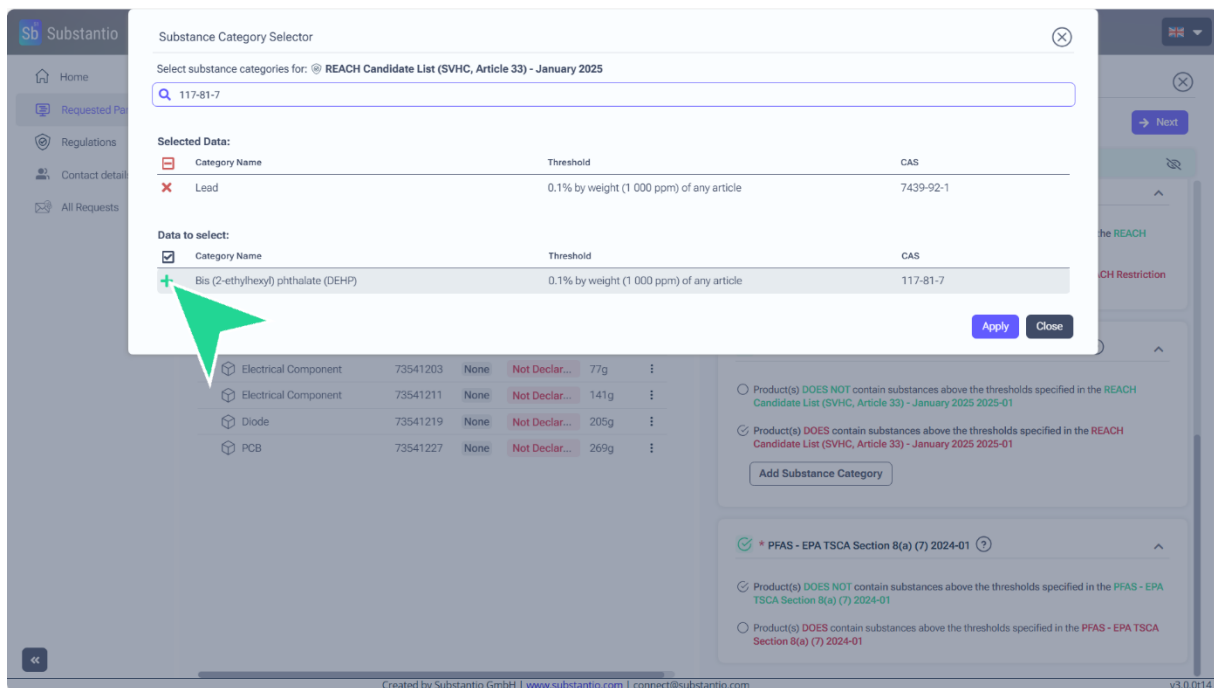 Sb Substantio
Home
Requested Par
Regulations
Contact detail
All Requests
Substance Category Selector
Select substance categories for: REACH Candidate List (SVHC, Article 33) - January 2025
117-81-7
Selected Data:
Category Name Threshold CAS
Lead 0.1% by weight (1 000 ppm) of any article 7439-92-1
Data to select:
Category Name Threshold CAS
Bis (2-ethylhexyl) phthalate (DEHP) 0.1% by weight (1 000 ppm) of any article 117-81-7
Apply Close
Next
he REACH
CH Restriction
Electrical Component 73541203 None Not Declar... 77g
Electrical Component 73541211 None Not Declar... 141g
Diode 73541219 None Not Declar... 205g
PCB 73541227 None Not Declar... 269g
Product(s) DOES NOT contain substances above the thresholds specified in the REACH
Candidate List (SVHC, Article 33) - January 2025 2025-01
Product(s) DOES contain substances above the thresholds specified in the REACH
Candidate List (SVHC, Article 33) - January 2025 2025-01
Add Substance Category
* PFAS - EPA TSCA Section 8(a) (7) 2024-01 ?
Product(s) DOES NOT contain substances above the thresholds specified in the PFAS - EPA
TSCA Section 8(a) (7) 2024-01
Product(s) DOES contain substances above the thresholds specified in the PFAS - EPA TSCA
Section 8(a) (7) 2024-01
Created by Substantio GmbH | www.substantio.com | connect@substantio.com
v3.0.0t14